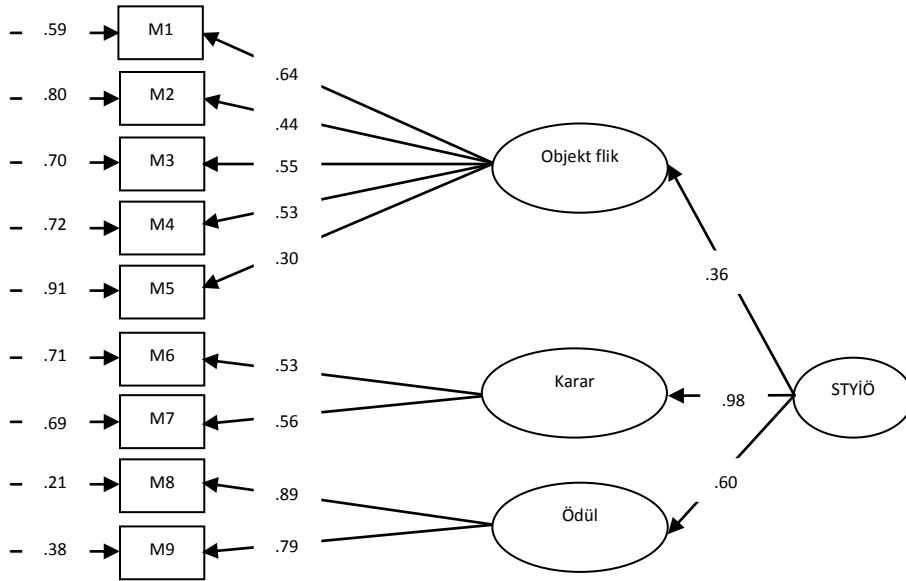 .59 M1
.64
.80 M2
.44
.70 M3
.55
Objekt flik
.72 M4
.53
.30
.91 M5
.36
.71 M6
.53
Karar
.98
STYİÖ
.69 M7
.56
.21 M8
.89
.60
Ödül
.38 M9
.79